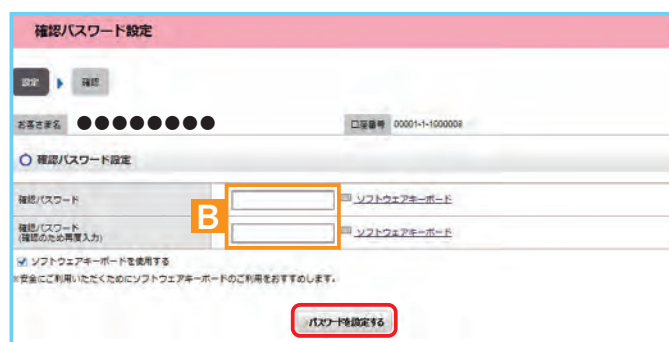 確認パスワード設定
設定 確認
お客さま名 ●●●●●●●● 口座番号 00001-1-1000008
確認パスワード設定
確認パスワード ソフトウェアキーボード
B
確認パスワード
(確認のため再度入力) ソフトウェアキーボード
ソフトウェアキーボードを使用する
※安全にご利用いただくためにソフトウェアキーボードのご利用をおすすめします。
パスワードを設定する